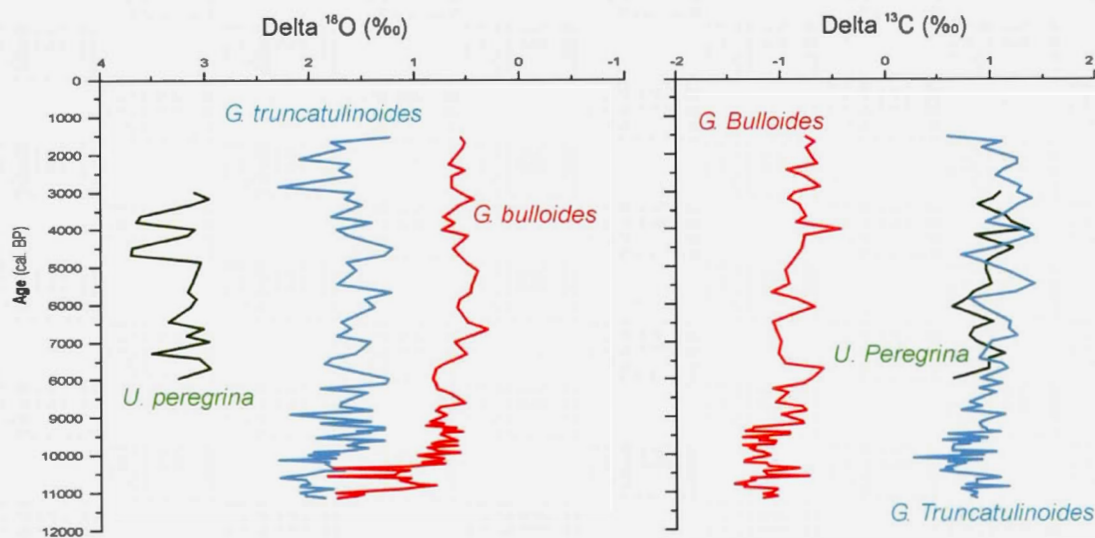 Delta ¹⁸O (‰)
4 3 2 1 0 -1
0
1000
2000
3000
4000
5000
6000
7000
8000
9000
10000
11000
12000
Age (cal. BP)
G. truncatulinoides
G. bulloides
U. peregrina
Delta ¹³C (‰)
-2 -1 0 1 2
G. Bulloides
U. Peregrina
G. Truncatulinoides